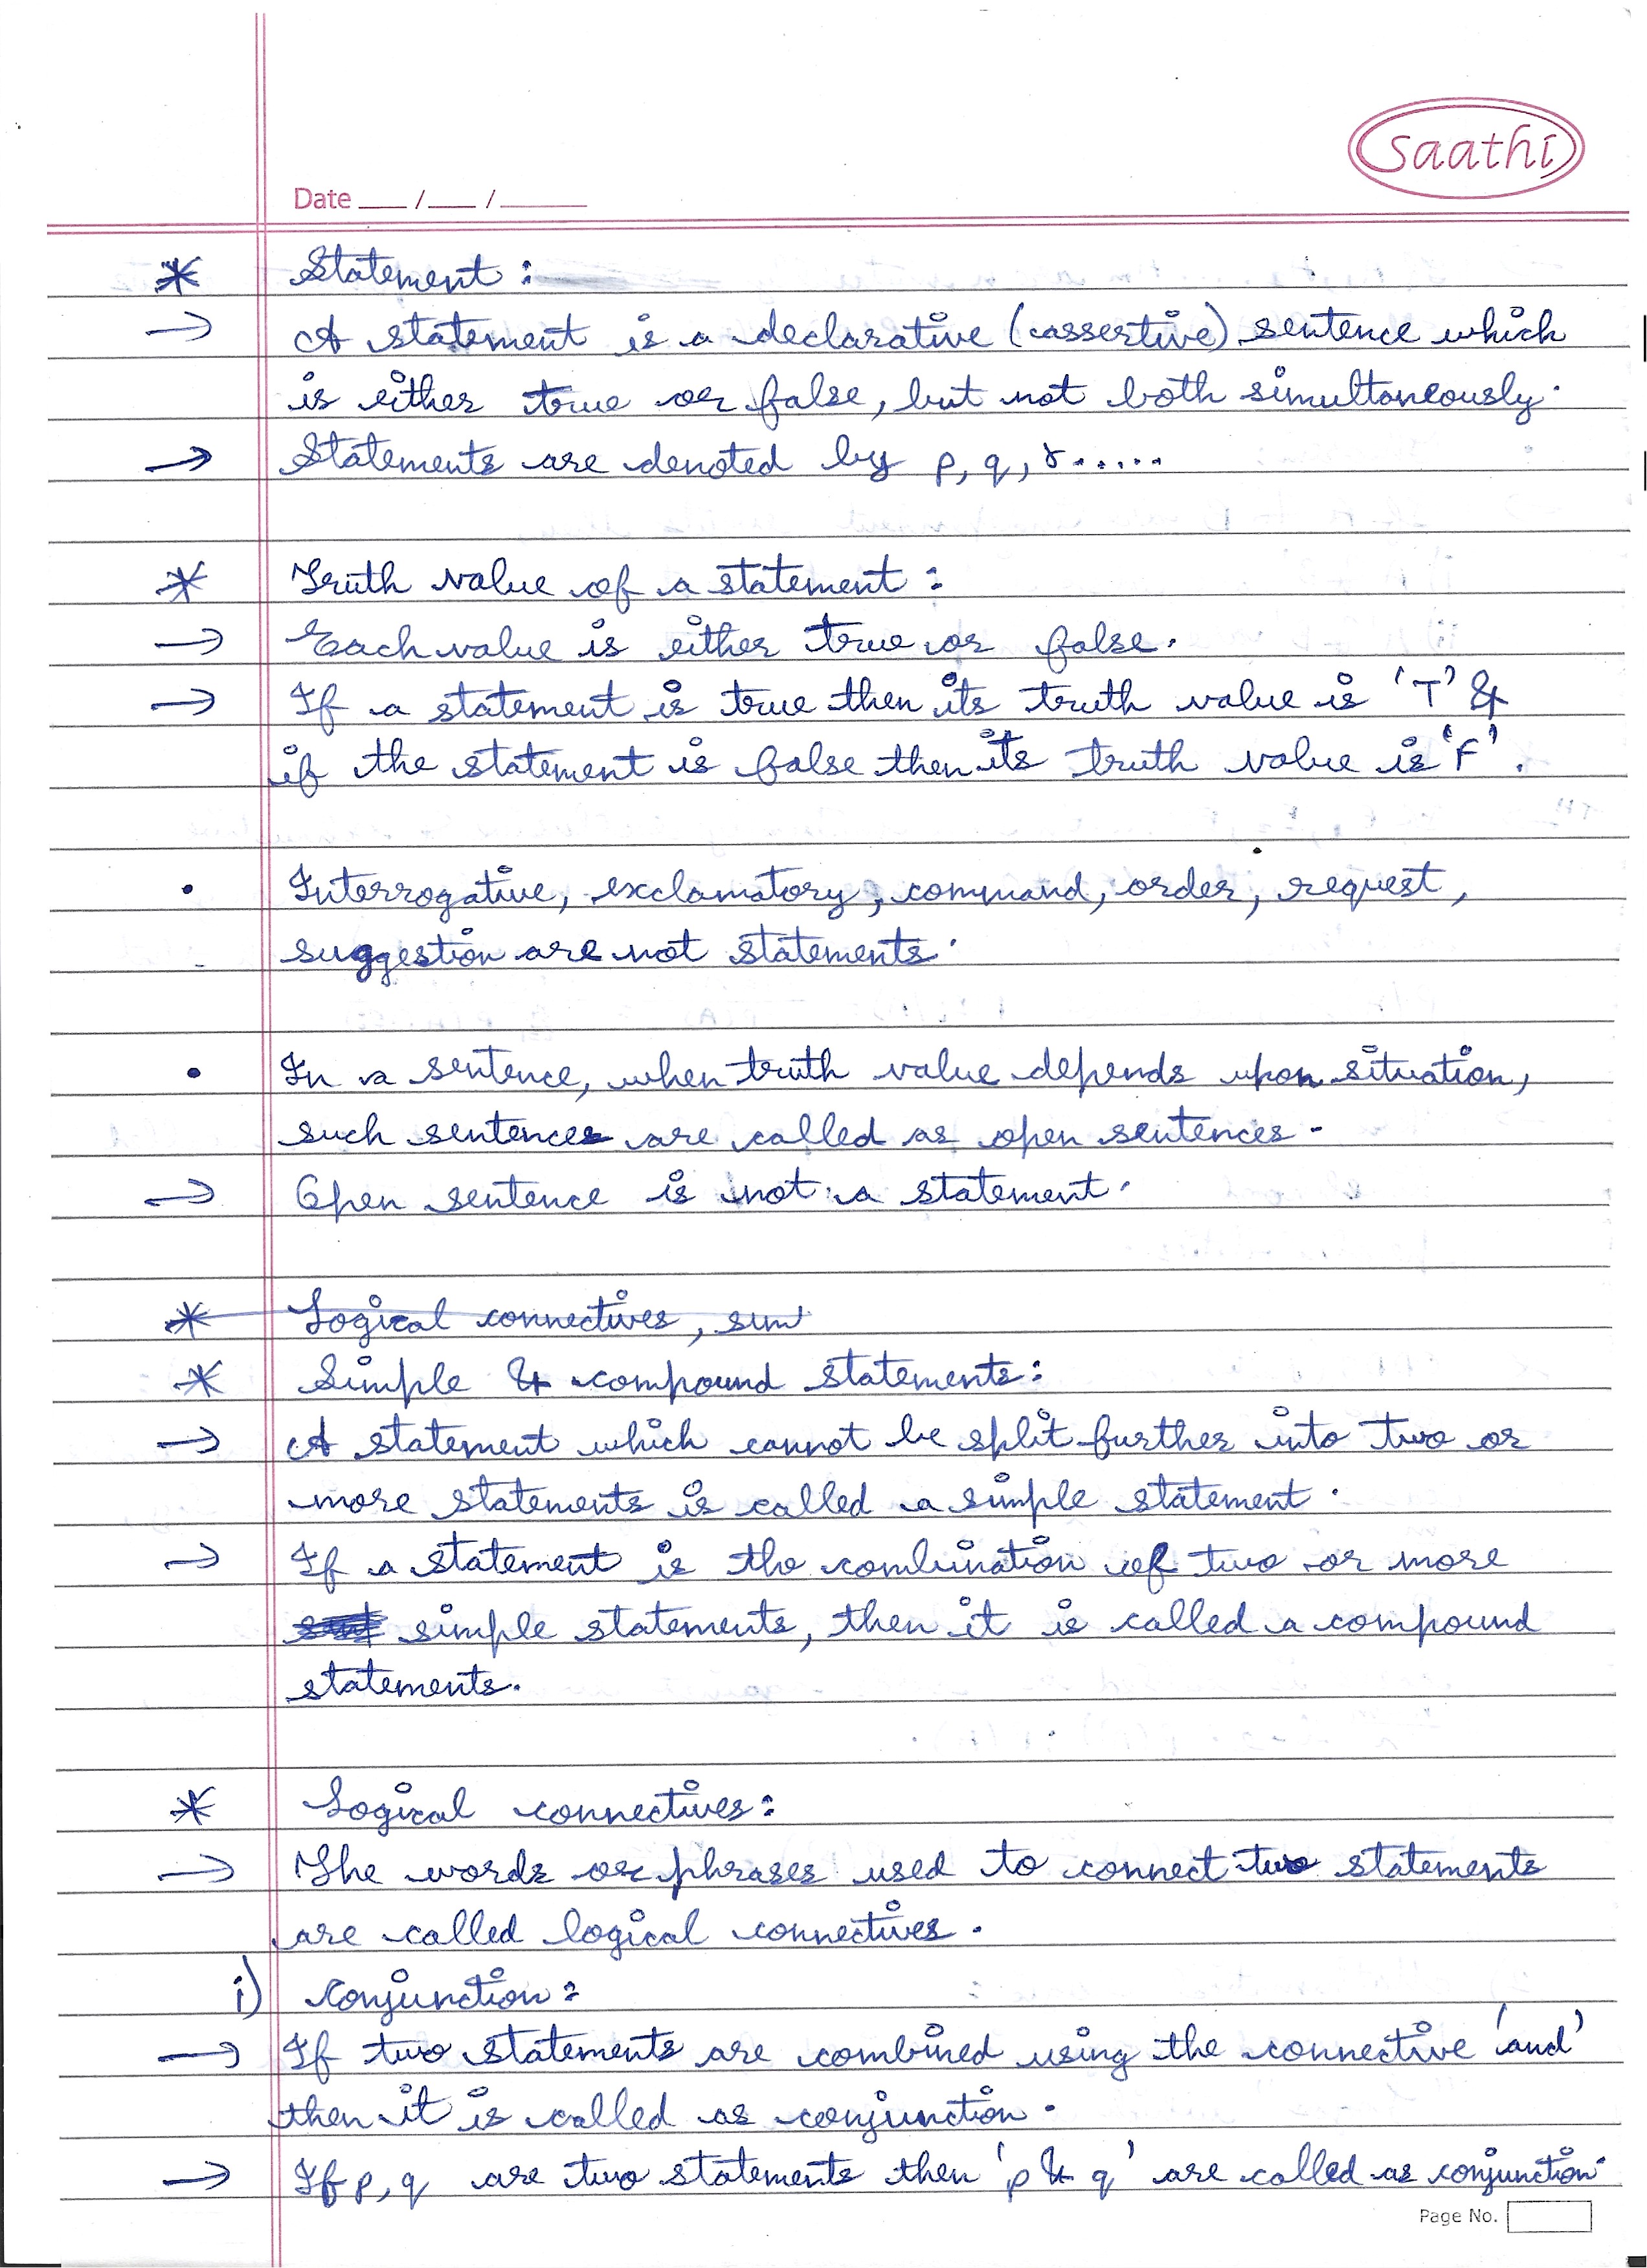 saathi
Date ___ / ___ / ______
* Statement :
→ A statement is a declarative (assertive) sentence which
is either true or false, but not both simultaneously.
→ Statements are denoted by p, q, r......
* Truth value of a statement :
→ Each value is either true or false.
→ If a statement is true then its truth value is 'T' &
if the statement is false then its truth value is 'F'.
• Interrogative, exclamatory, command, order, request,
suggestion are not statements.
• In a sentence, when truth value depends upon situation,
such sentences are called as open sentences.
→ Open sentence is not a statement.
* Logical connectives, sim
* Simple & compound statements:
→ A statement which cannot be split further into two or
more statements is called a simple statement.
→ If a statement is the combination of two or more
simple statements, then it is called a compound
statements.
* Logical connectives:
→ The words or phrases used to connect two statements
are called logical connectives.
i) Conjunction:
→ If two statements are combined using the connective 'and'
then it is called as conjunction.
→ If p, q are two statements then 'p & q' are called as conjunction.
Page No.